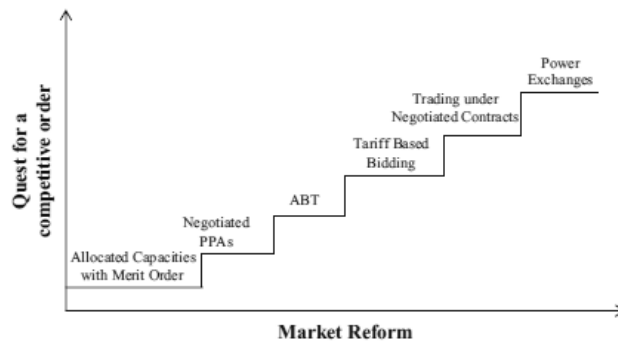 Power
Exchanges
Trading under
Negotiated Contracts
Tariff Based
Bidding
ABT
Negotiated
PPAs
Allocated Capacities
with Merit Order
Quest for a
competitive order
Market Reform